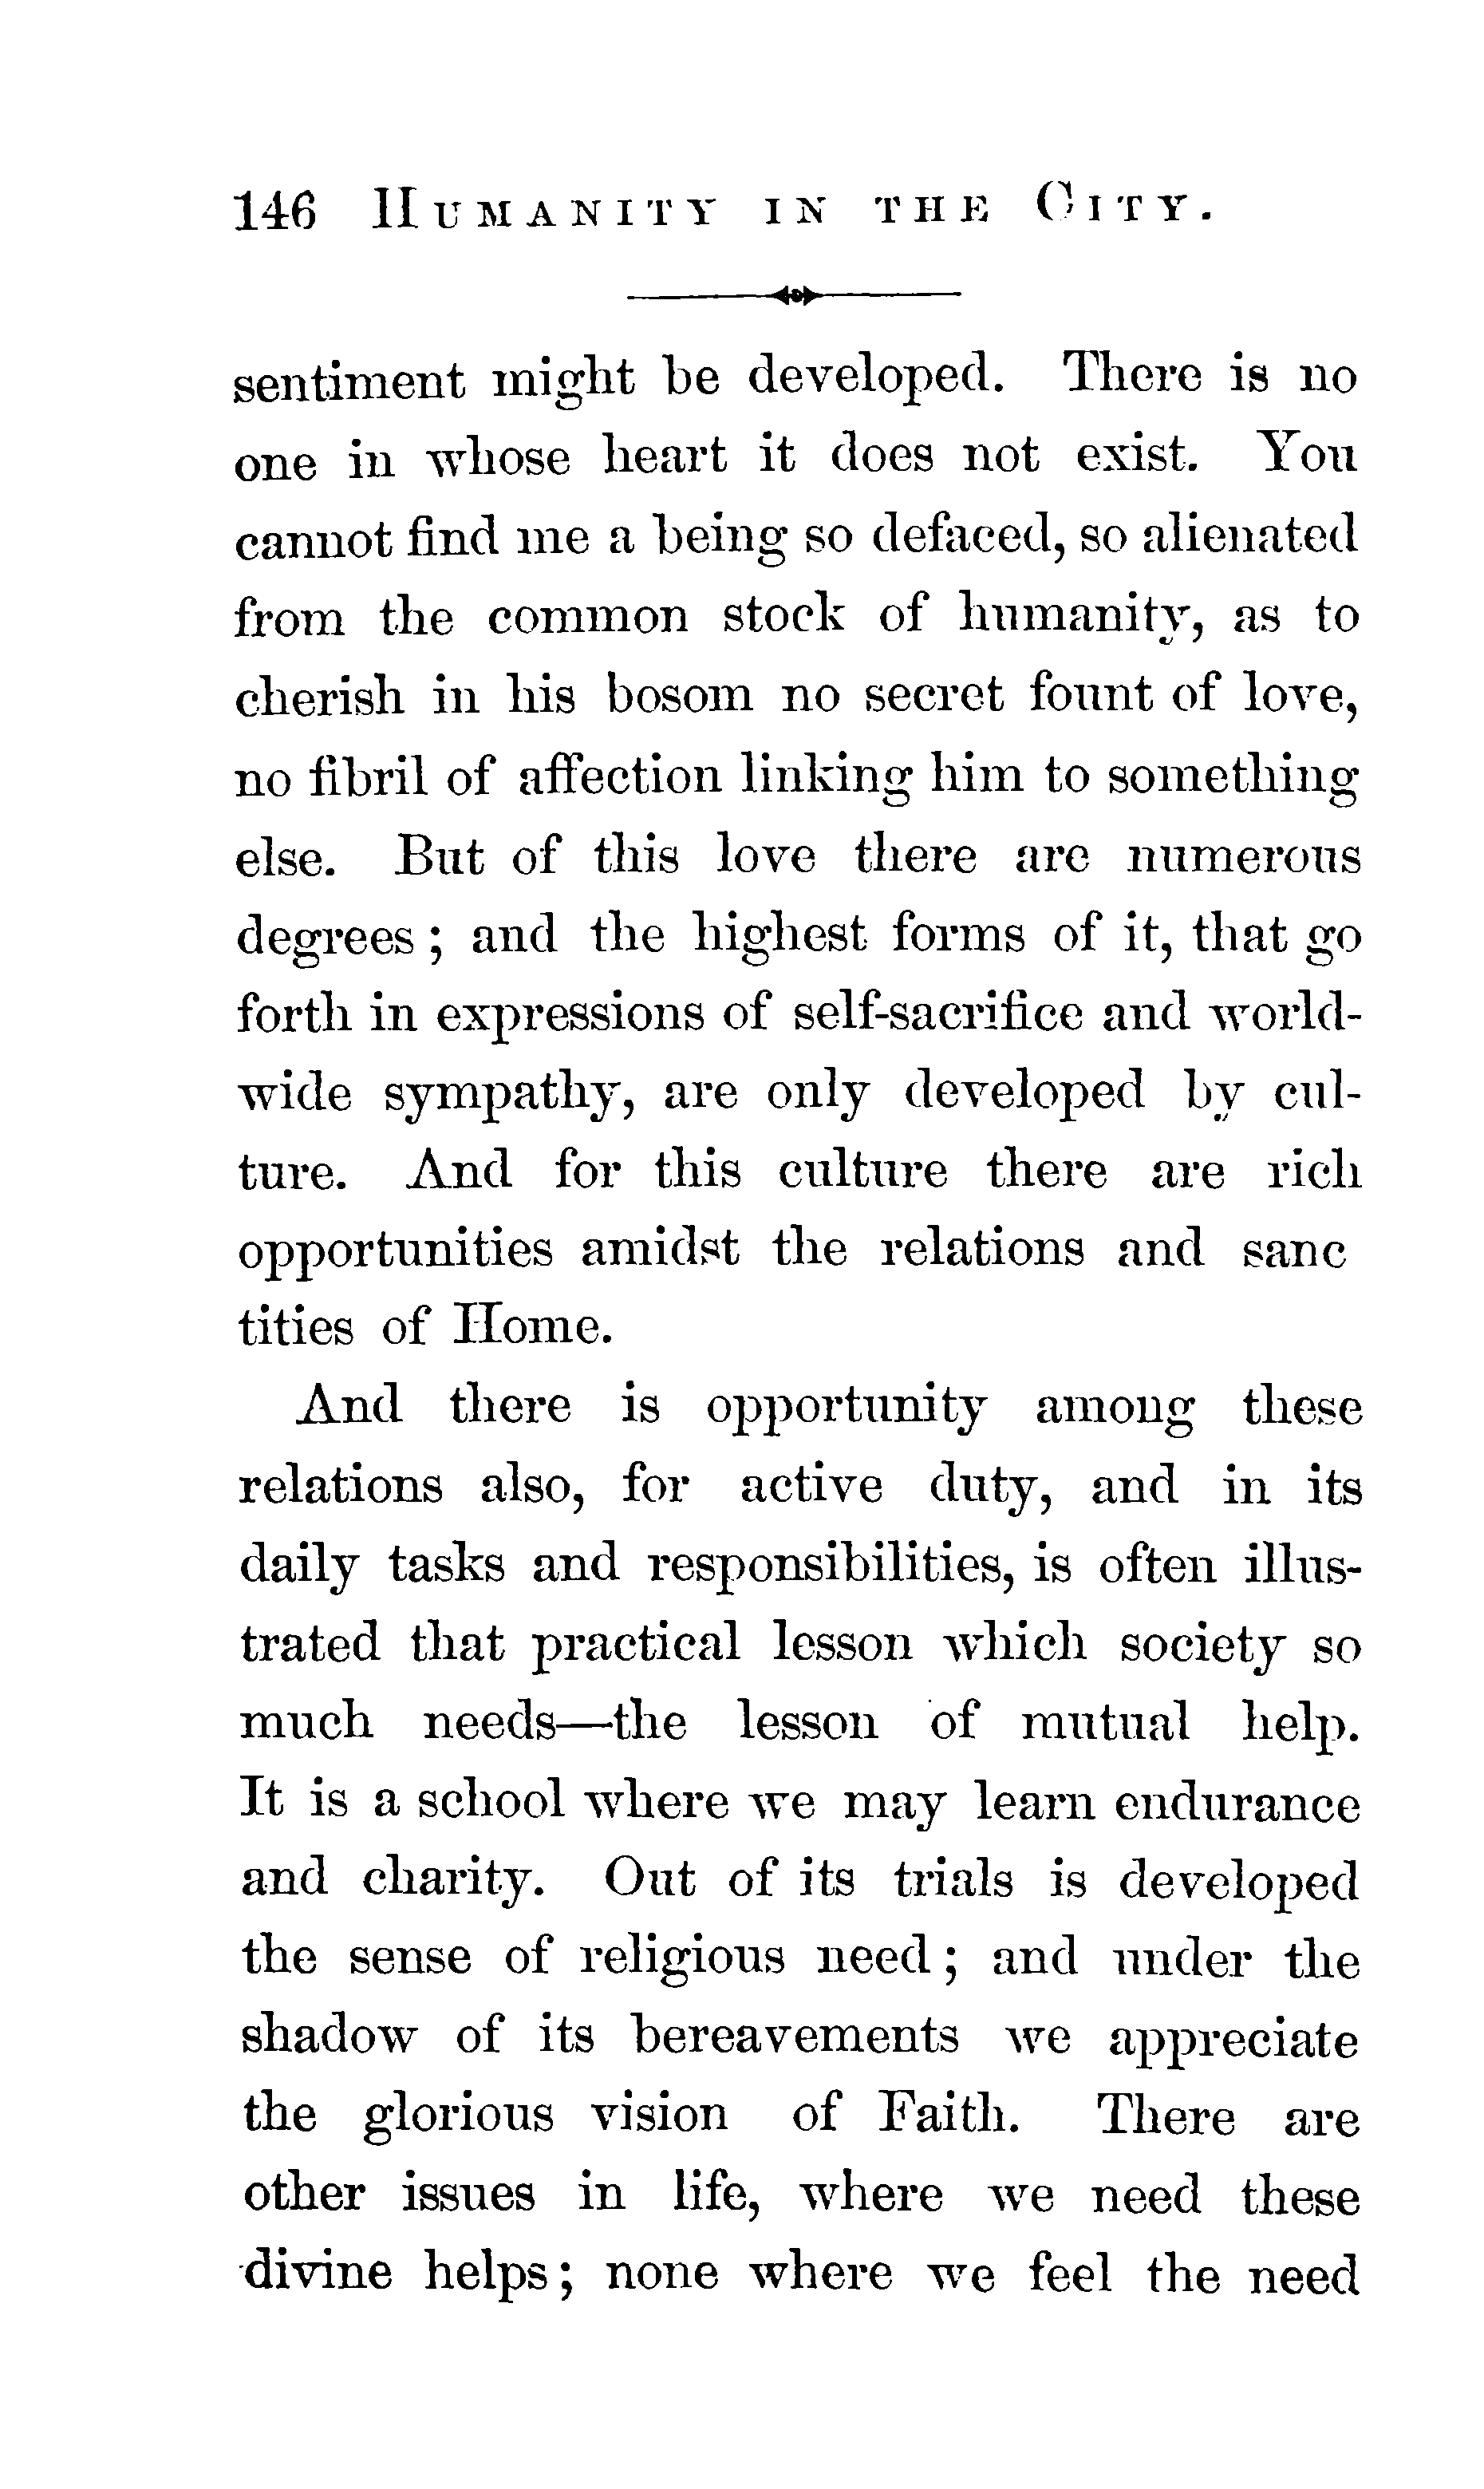 146 HUMANITY IN THE CITY.
sentiment might be developed. There is no
one in whose heart it does not exist. You
cannot find me a being so defaced, so alienated
from the common stock of humanity, as to
cherish in his bosom no secret fount of love,
no fibril of affection linking him to something
else. But of this love there are numerous
degrees; and the highest forms of it, that go
forth in expressions of self-sacrifice and world-
wide sympathy, are only developed by cul-
ture. And for this culture there are rich
opportunities amidst the relations and sanc
tities of Home.
And there is opportunity among these
relations also, for active duty, and in its
daily tasks and responsibilities, is often illus-
trated that practical lesson which society so
much needs—the lesson of mutual help.
It is a school where we may learn endurance
and charity. Out of its trials is developed
the sense of religious need; and under the
shadow of its bereavements we appreciate
the glorious vision of Faith. There are
other issues in life, where we need these
divine helps; none where we feel the need